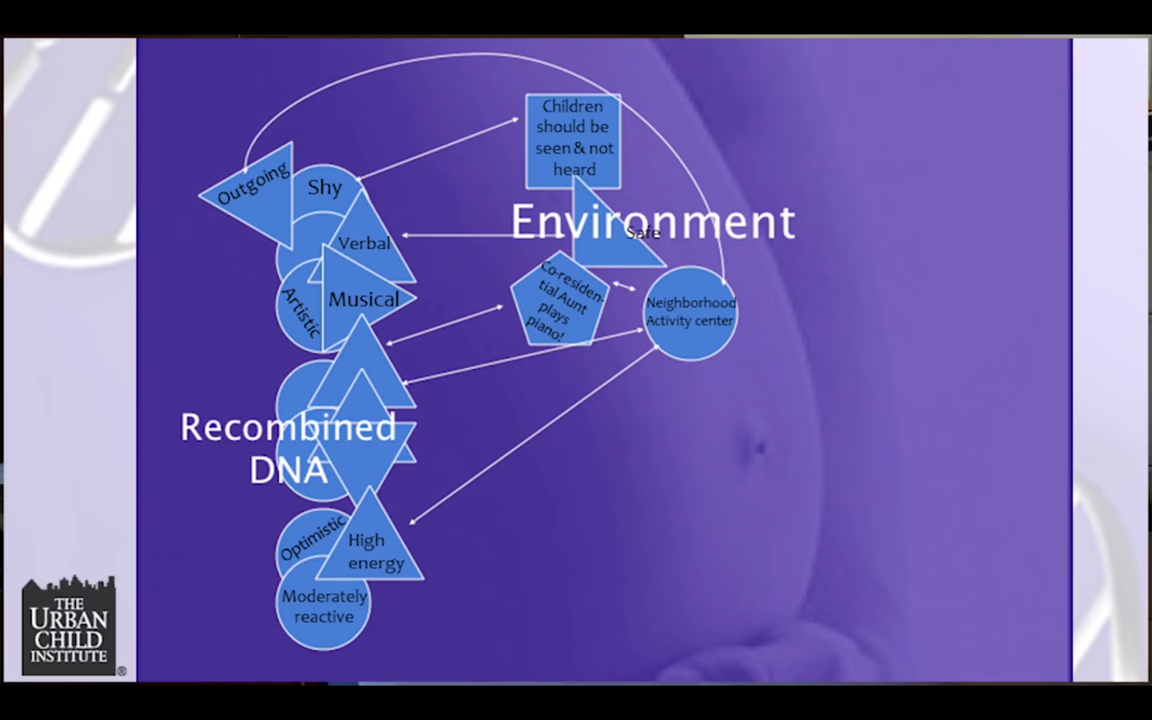 Children
should be
seen & not
heard
Outgoing
Shy
Environment
Safe
Verbal
Co-residen-
tial Aunt
plays
piano!
Musical
Artistic
Neighborhood
Activity center
Recombined
DNA
Optimistic
High
energy
Moderately
reactive
THE
URBAN
CHILD
INSTITUTE
®